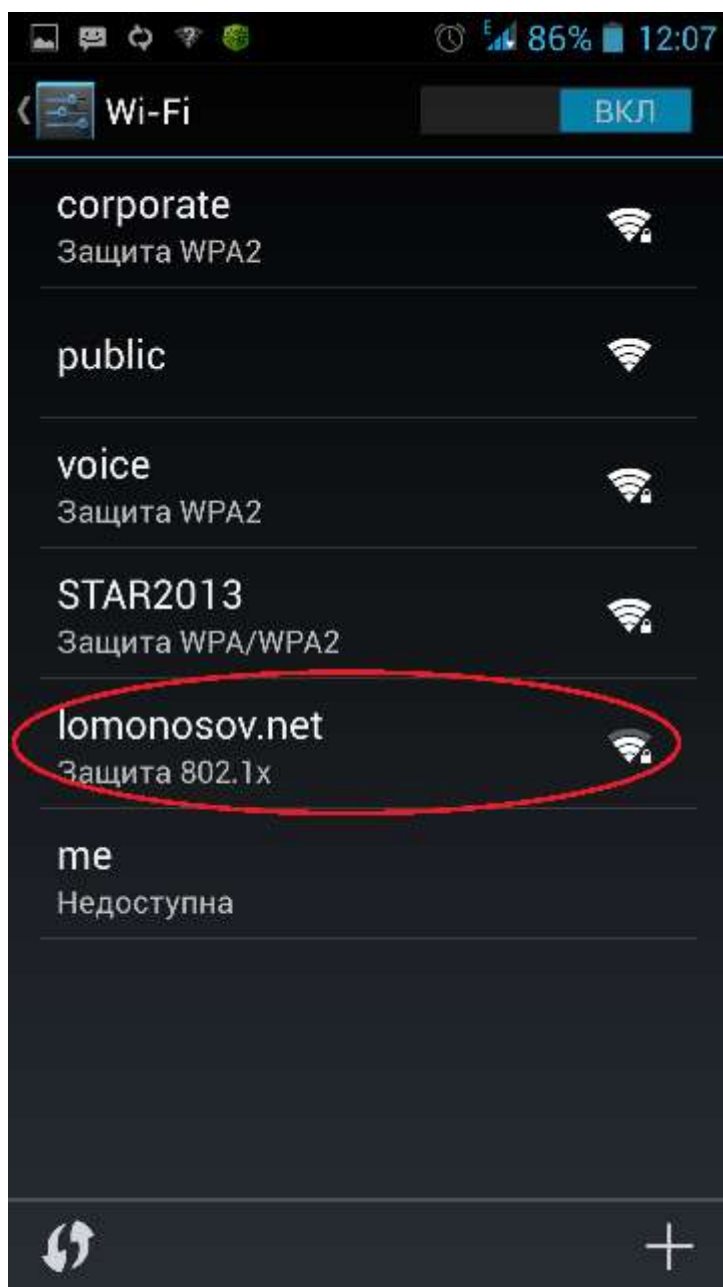 E 86% 12:07
Wi-Fi ВКЛ
corporate
Защита WPA2
public
voice
Защита WPA2
STAR2013
Защита WPA/WPA2
lomonosov.net
Защита 802.1x
me
Недоступна